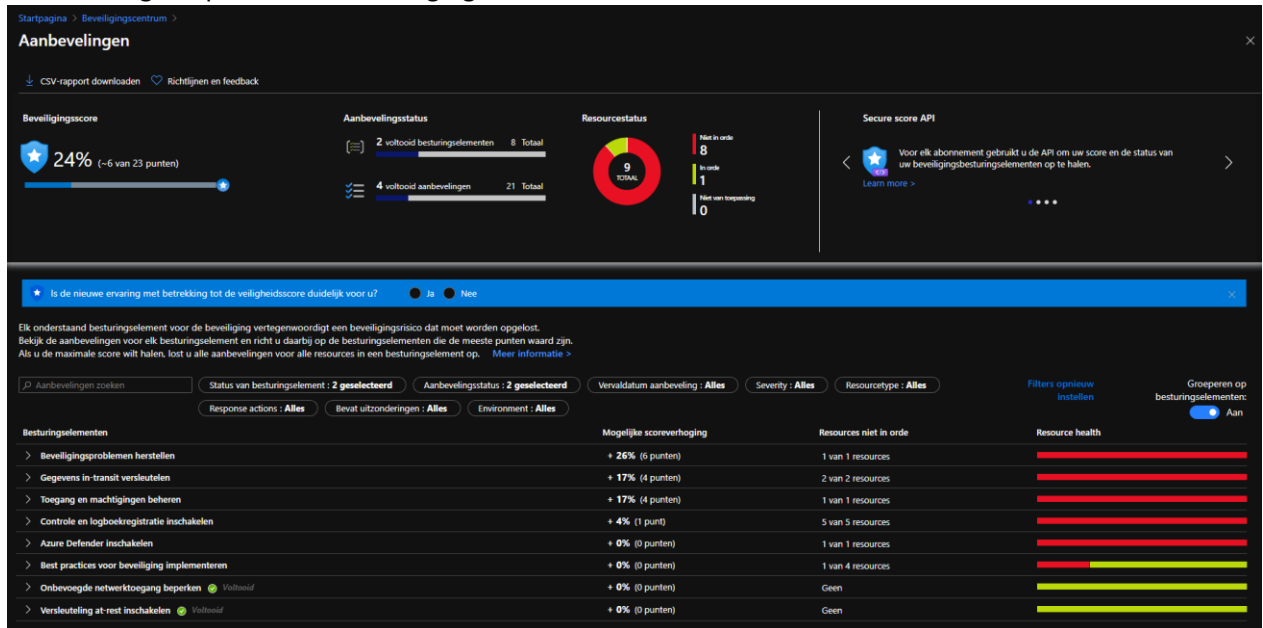 Startpagina > Beveiligingscentrum >
Aanbevelingen
CSV-rapport downloaden Richtlijnen en feedback
Beveiligingsscore
24% (~6 van 23 punten)
Aanbevelingsstatus
2 voltooid besturingselementen 8 Totaal
4 voltooid aanbevelingen 21 Totaal
Resourcestatus
9
TOTAAL
Niet in orde
8
In orde
1
Niet van toepassing
0
Secure score API
Voor elk abonnement gebruikt u de API om uw score en de status van
uw beveiligingsbesturingselementen op te halen.
Learn more >
Is de nieuwe ervaring met betrekking tot de veiligheidsscore duidelijk voor u? Ja Nee
Elk onderstaand besturingselement voor de beveiliging vertegenwoordigt een beveiligingsrisico dat moet worden opgelost.
Bekijk de aanbevelingen voor elk besturingselement en richt u daarbij op de besturingselementen die de meeste punten waard zijn.
Als u de maximale score wilt halen, lost u alle aanbevelingen voor alle resources in een besturingselement op. Meer informatie >
Aanbevelingen zoeken
Status van besturingselement : 2 geselecteerd Aanbevelingsstatus : 2 geselecteerd Vervaldatum aanbeveling : Alles Severity : Alles Resourcetype : Alles
Response actions : Alles Bevat uitzonderingen : Alles Environment : Alles
Filters opnieuw
instellen
Groeperen op
besturingselementen:
Aan
Besturingselementen Mogelijke scoreverhoging Resources niet in orde Resource health
Beveiligingsproblemen herstellen + 26% (6 punten) 1 van 1 resources
Gegevens in-transit versleutelen + 17% (4 punten) 2 van 2 resources
Toegang en machtigingen beheren + 17% (4 punten) 1 van 1 resources
Controle en logboekregistratie inschakelen + 4% (1 punt) 5 van 5 resources
Azure Defender inschakelen + 0% (0 punten) 1 van 1 resources
Best practices voor beveiliging implementeren + 0% (0 punten) 1 van 4 resources
Onbevoegde netwerktoegang beperken Voltooid + 0% (0 punten) Geen
Versleuteling at-rest inschakelen Voltooid + 0% (0 punten) Geen